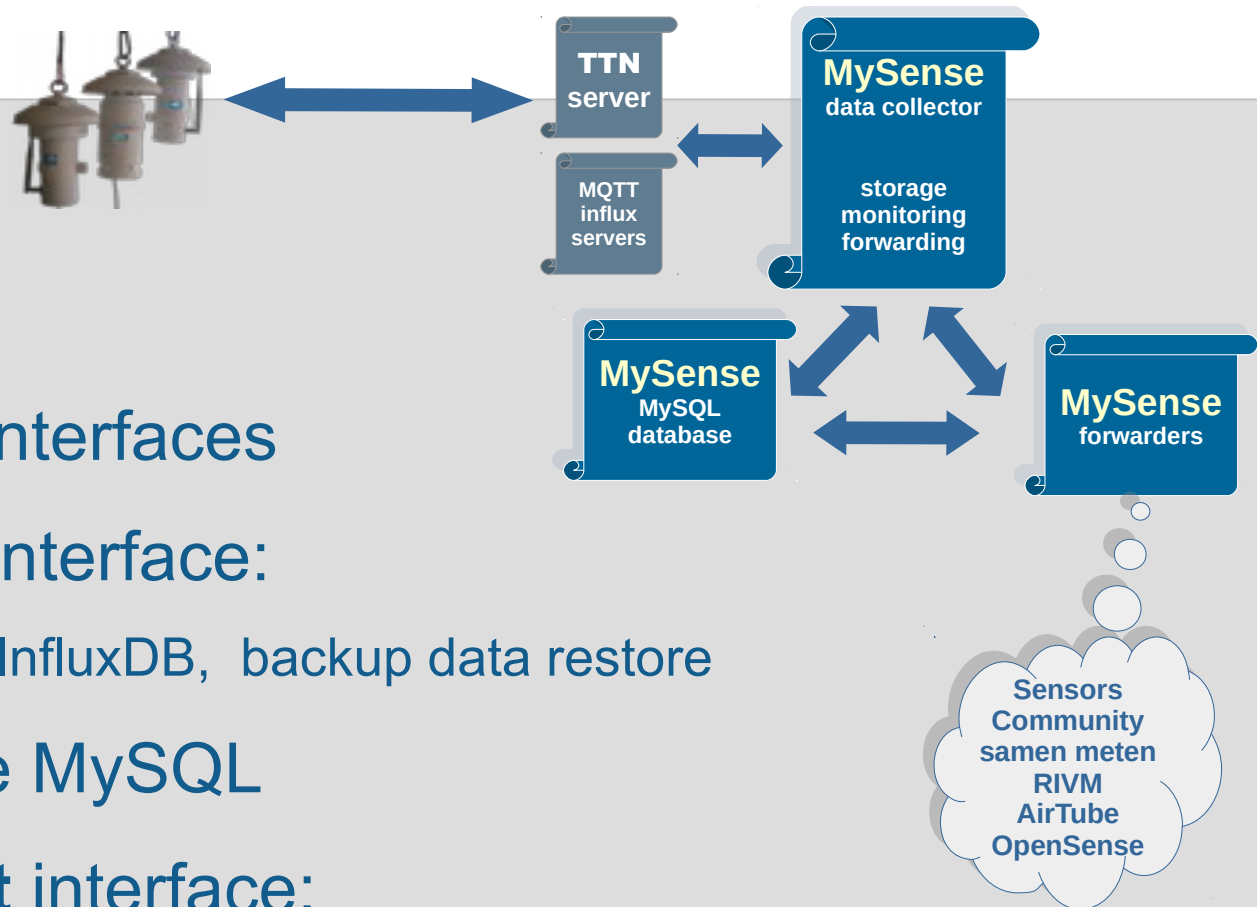 TTN
server
MQTT
influx
servers
MySense
data collector
storage
monitoring
forwarding
MySense
MySQL
database
MySense
forwarders
Sensors
Community
samen meten
RIVM
AirTube
OpenSense
nterfaces
nterface:
InfluxDB, backup data restore
e MySQL
t interface: